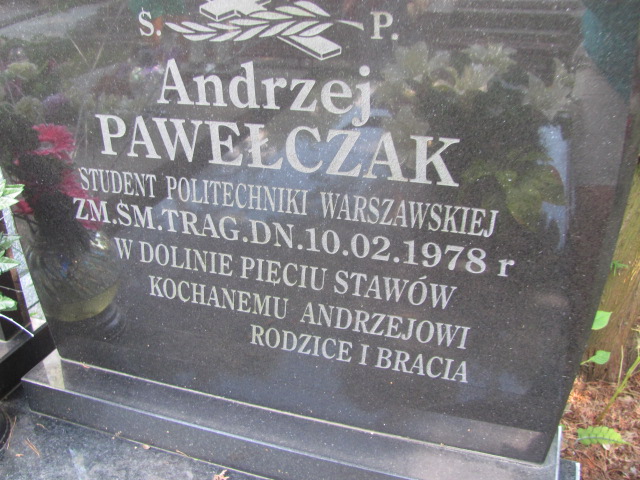 Ś. P.
Andrzej
PAWEŁCZAK
STUDENT POLITECHNIKI WARSZAWSKIEJ
ZM.ŚM.TRAG.DN.10.02.1978 r
W DOLINIE PIĘCIU STAWÓW
KOCHANEMU ANDRZEJOWI
RODZICE I BRACIA